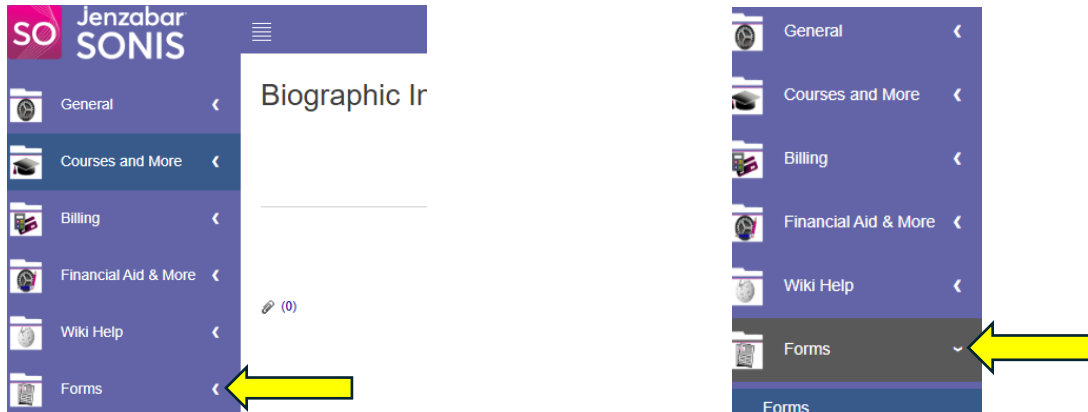 SO
Jenzabar
SONIS
General
Courses and More
Billing
Financial Aid & More
Wiki Help
Forms
Biographic In
(0)
General
Courses and More
Billing
Financial Aid & More
Wiki Help
Forms
Forms